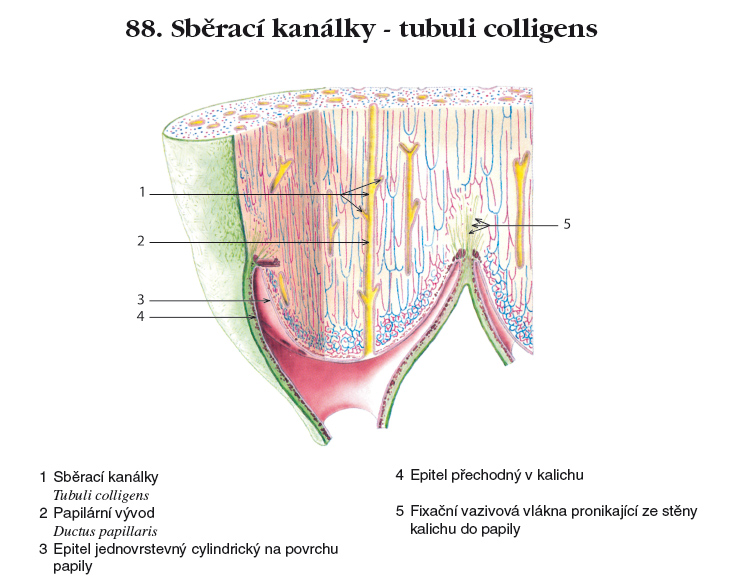 88. Sběrací kanálky - tubuli colligens
1
2
3
4
5
1 Sběrací kanálky
Tubuli colligens
2 Papilární vývod
Ductus papillaris
3 Epitel jednovrstevný cylindrický na povrchu
papily
4 Epitel přechodný v kalichu
5 Fixační vazivová vlákna pronikající ze stěny
kalichu do papily